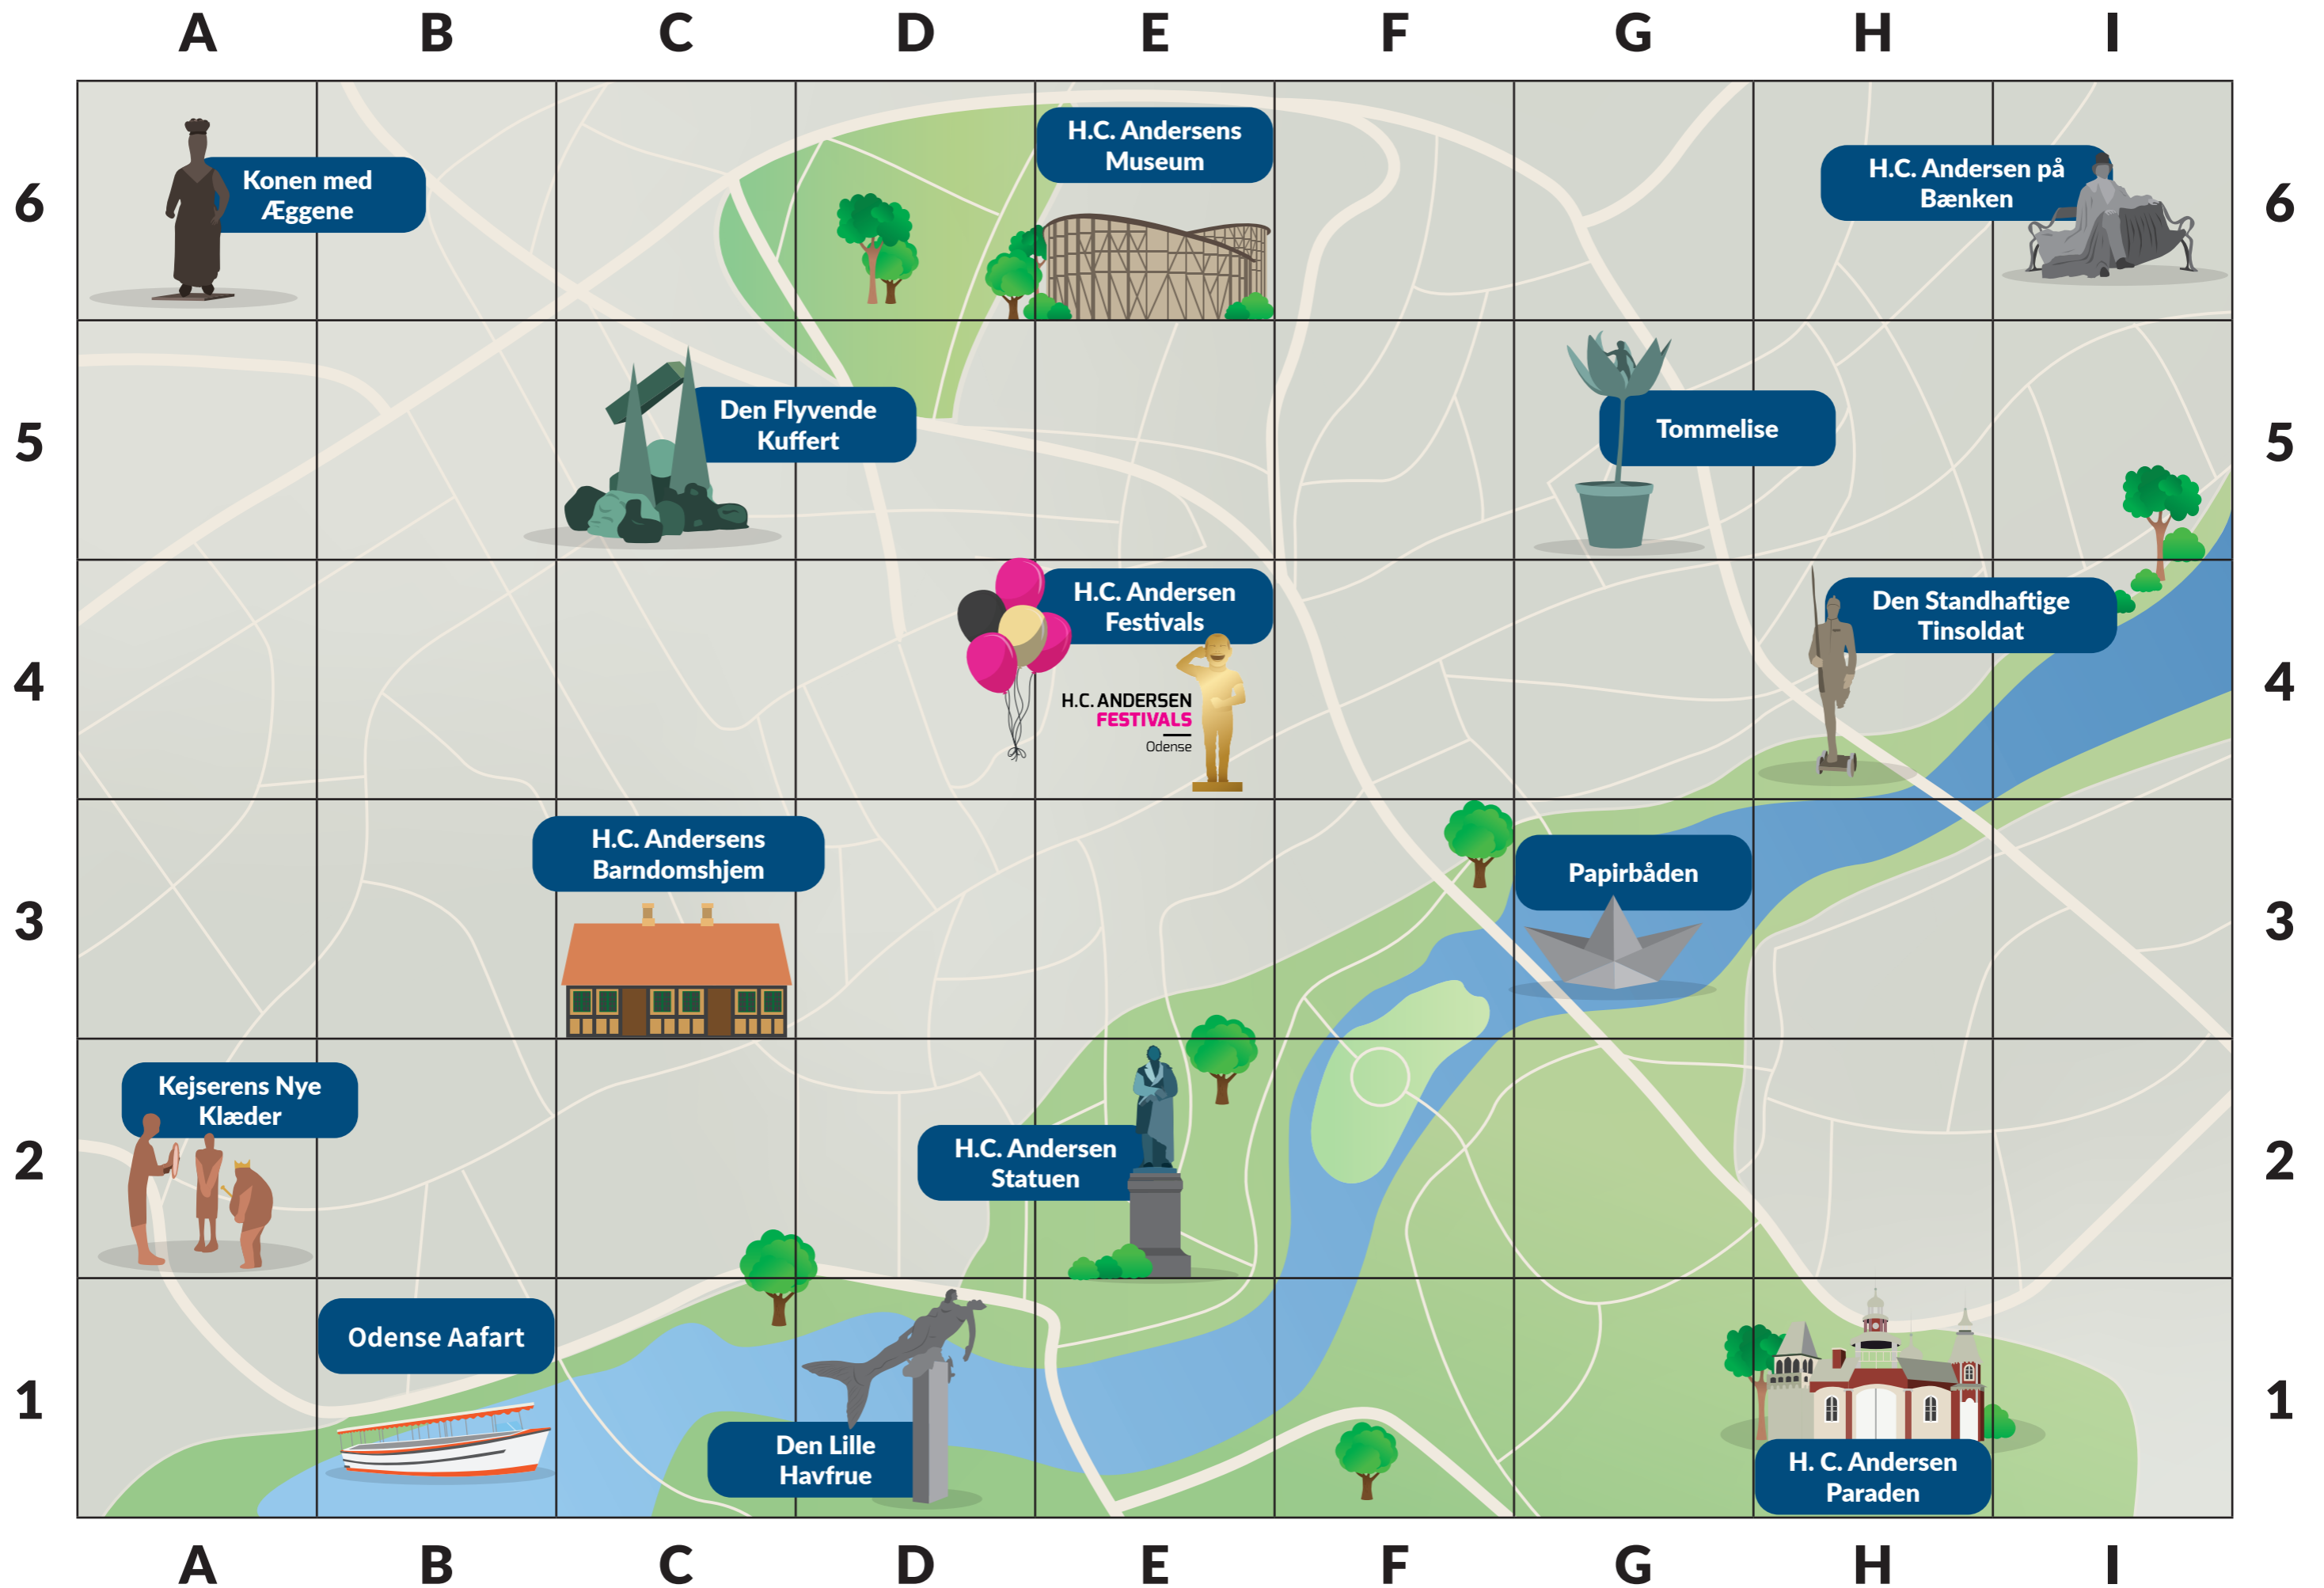 A B C D E F G H I
6 6
Konen med
Æggene
H.C. Andersens
Museum
H.C. Andersen på
Bænken
5 5
Den Flyvende
Kuffert
Tommelise
4 4
H.C. Andersen
Festivals
H.C. ANDERSEN
FESTIVALS
Odense
Den Standhaftige
Tinsoldat
3 3
H.C. Andersens
Barndomshjem
Papirbåden
2 2
Kejserens Nye
Klæder
H.C. Andersen
Statuen
1 1
Odense Aafart
Den Lille
Havfrue
H. C. Andersen
Paraden
A B C D E F G H I